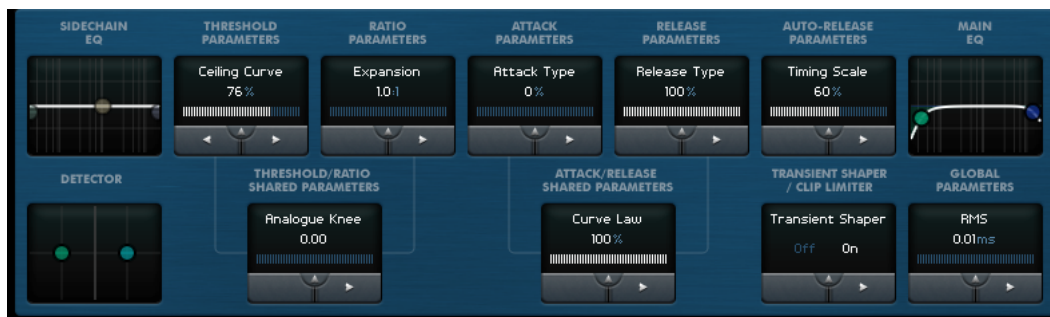 SIDECHAIN
EQ
THRESHOLD
PARAMETERS
RATIO
PARAMETERS
ATTACK
PARAMETERS
RELEASE
PARAMETERS
AUTO-RELEASE
PARAMETERS
MAIN
EQ
Ceiling Curve
76%
Expansion
1.0:1
Attack Type
0%
Release Type
100%
Timing Scale
60%
DETECTOR
THRESHOLD/RATIO
SHARED PARAMETERS
ATTACK/RELEASE
SHARED PARAMETERS
TRANSIENT SHAPER
/ CLIP LIMITER
GLOBAL
PARAMETERS
Analogue Knee
0.00
Curve Law
100%
Transient Shaper
Off On
RMS
0.01ms